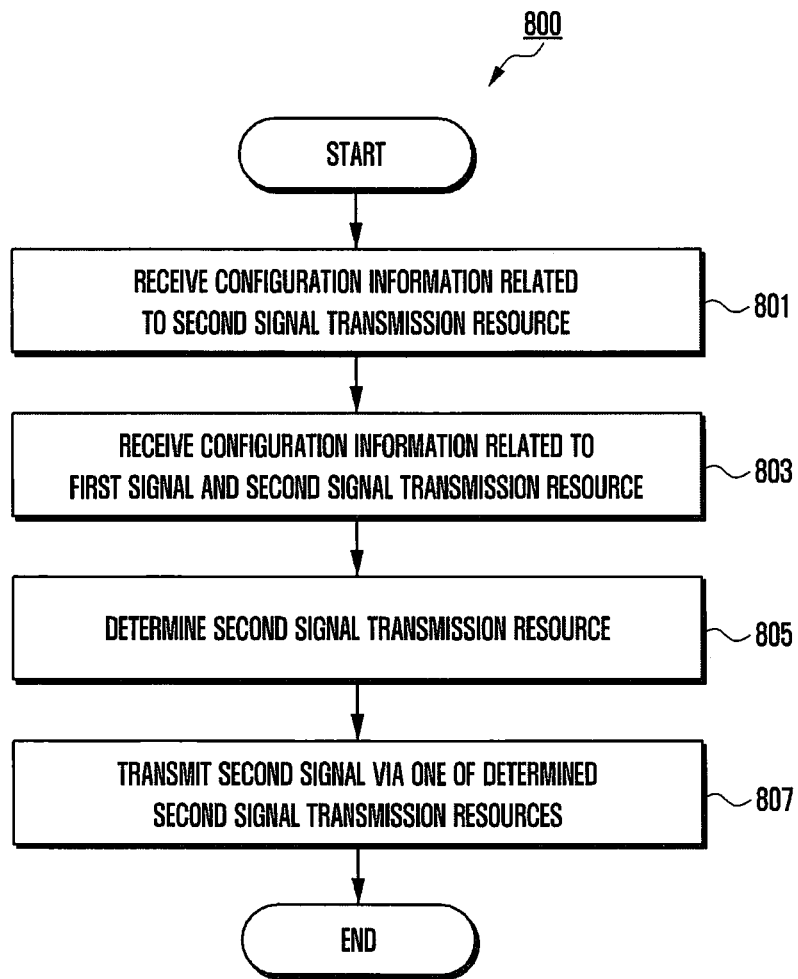 800
START
RECEIVE CONFIGURATION INFORMATION RELATED
TO SECOND SIGNAL TRANSMISSION RESOURCE
801
RECEIVE CONFIGURATION INFORMATION RELATED TO
FIRST SIGNAL AND SECOND SIGNAL TRANSMISSION RESOURCE
803
DETERMINE SECOND SIGNAL TRANSMISSION RESOURCE
805
TRANSMIT SECOND SIGNAL VIA ONE OF DETERMINED
SECOND SIGNAL TRANSMISSION RESOURCES
807
END